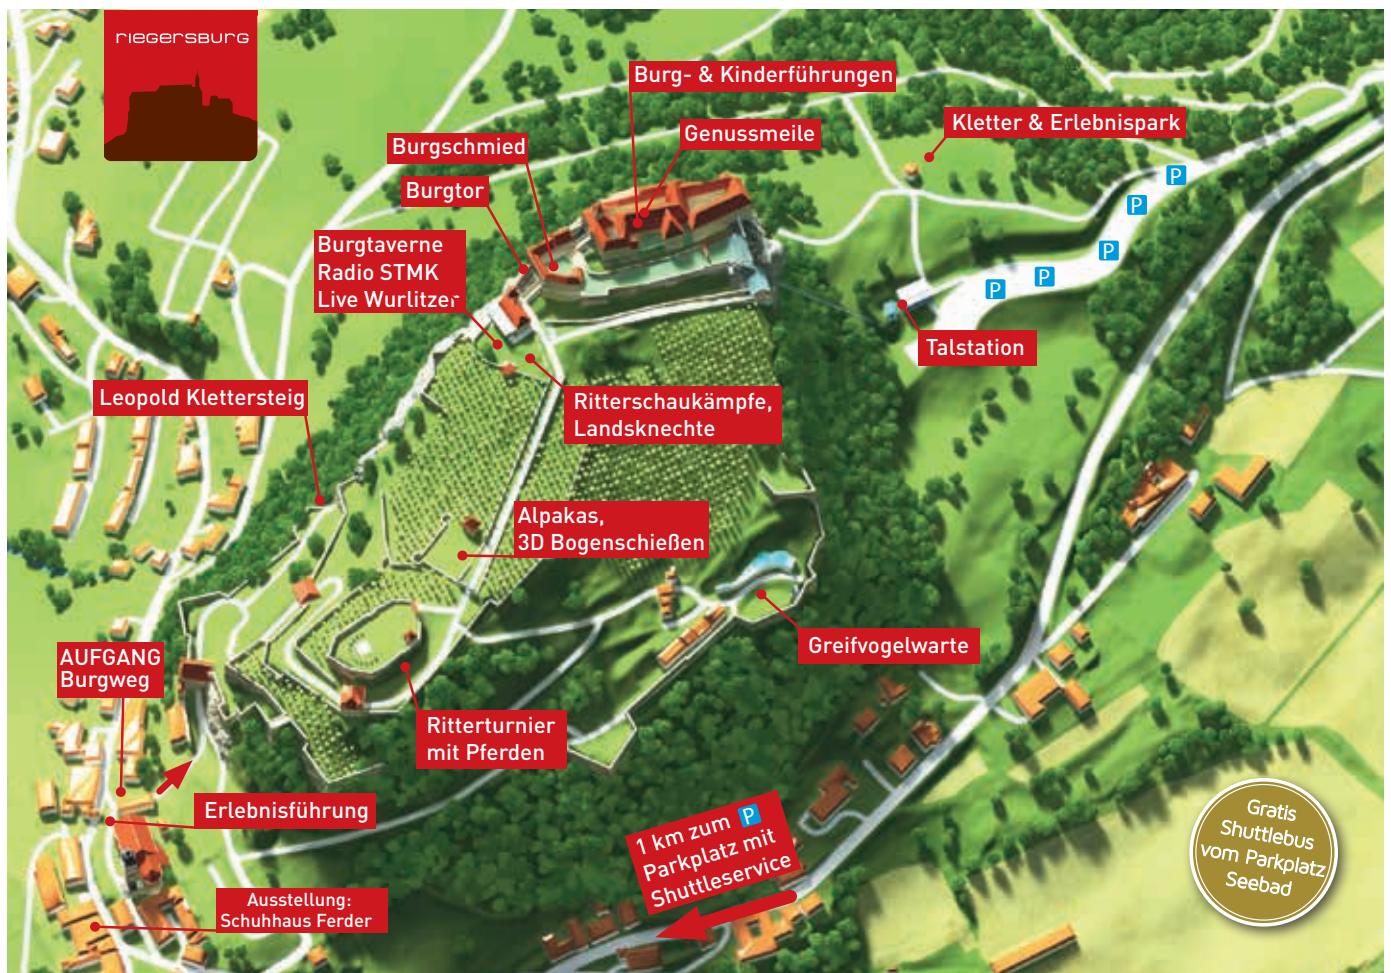 riegersburg
Burg- & Kinderführungen
Genussmeile
Kletter & Erlebnispark
Burgschmied
Burgtor
Burgtaverne
Radio STMK
Live Wurlitzer
P
P
P
P
P
Talstation
Leopold Klettersteig
Ritterschaukämpfe,
Landsknechte
Alpakas,
3D Bogenschießen
Greifvogelwarte
AUFGANG
Burgweg
Ritterturnier
mit Pferden
Erlebnisführung
1 km zum P
Parkplatz mit
Shuttleservice
Gratis
Shuttlebus
vom Parkplatz
Seebad
Ausstellung:
Schuhhaus Ferder